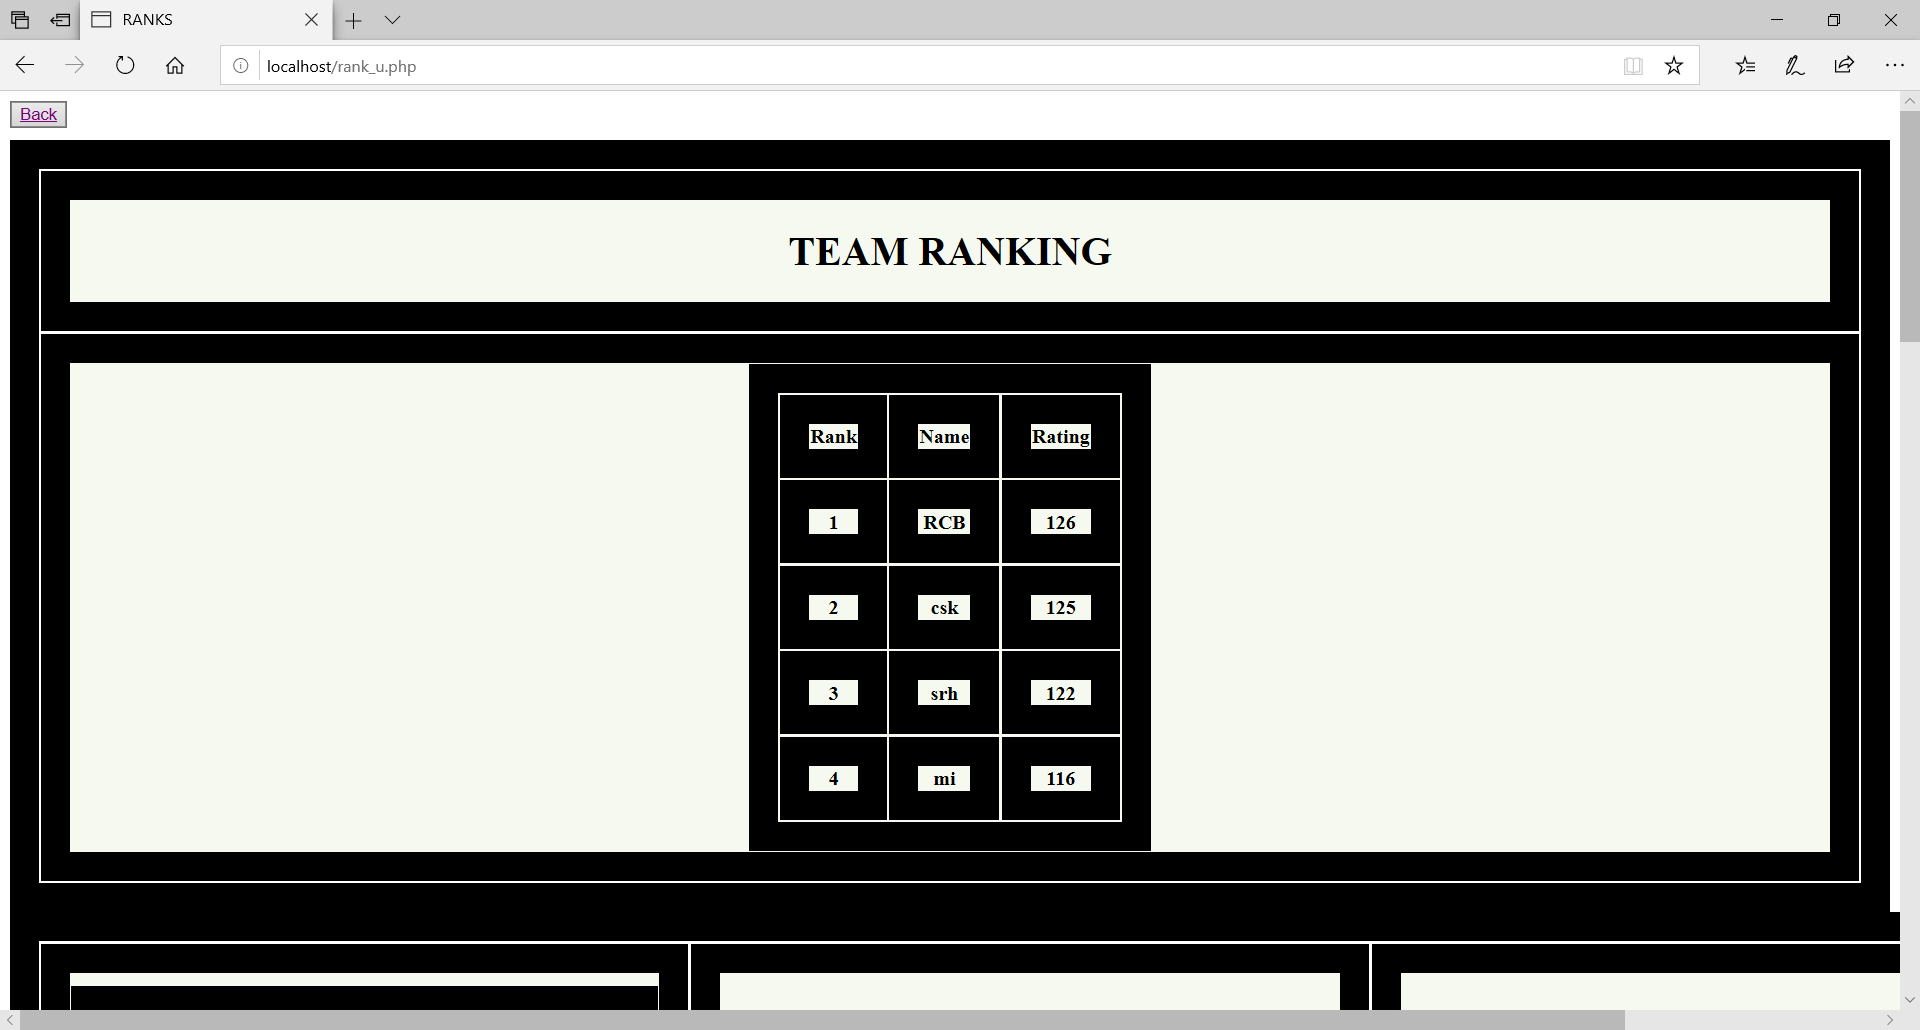 RANKS
localhost/rank_u.php
Back
TEAM RANKING
Rank Name Rating
1 RCB 126
2 csk 125
3 srh 122
4 mi 116